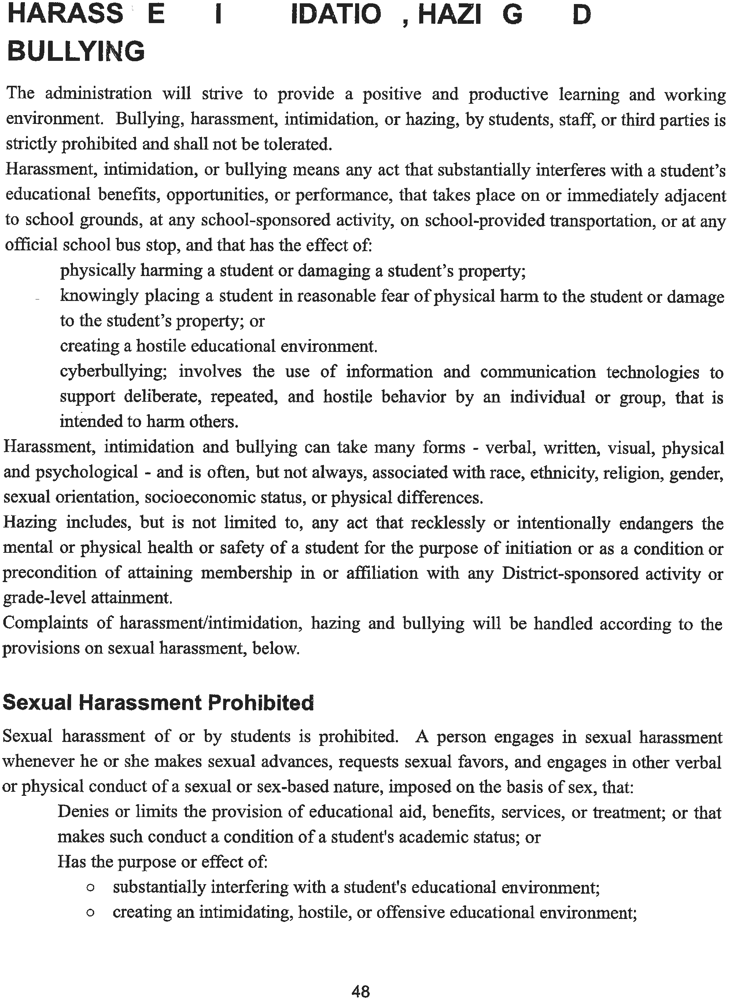 HARASS E I IDATIO , HAZI G D
BULLYING
The administration will strive to provide a positive and productive learning and working
environment. Bullying, harassment, intimidation, or hazing, by students, staff, or third parties is
strictly prohibited and shall not be tolerated.
Harassment, intimidation, or bullying means any act that substantially interferes with a student’s
educational benefits, opportunities, or performance, that takes place on or immediately adjacent
to school grounds, at any school-sponsored activity, on school-provided transportation, or at any
official school bus stop, and that has the effect of:
physically harming a student or damaging a student’s property;
knowingly placing a student in reasonable fear of physical harm to the student or damage
to the student’s property; or
creating a hostile educational environment.
cyberbullying; involves the use of information and communication technologies to
support deliberate, repeated, and hostile behavior by an individual or group, that is
intended to harm others.
Harassment, intimidation and bullying can take many forms - verbal, written, visual, physical
and psychological - and is often, but not always, associated with race, ethnicity, religion, gender,
sexual orientation, socioeconomic status, or physical differences.
Hazing includes, but is not limited to, any act that recklessly or intentionally endangers the
mental or physical health or safety of a student for the purpose of initiation or as a condition or
precondition of attaining membership in or affiliation with any District-sponsored activity or
grade-level attainment.
Complaints of harassment/intimidation, hazing and bullying will be handled according to the
provisions on sexual harassment, below.
Sexual Harassment Prohibited
Sexual harassment of or by students is prohibited. A person engages in sexual harassment
whenever he or she makes sexual advances, requests sexual favors, and engages in other verbal
or physical conduct of a sexual or sex-based nature, imposed on the basis of sex, that:
Denies or limits the provision of educational aid, benefits, services, or treatment; or that
makes such conduct a condition of a student's academic status; or
Has the purpose or effect of:
o substantially interfering with a student's educational environment;
o creating an intimidating, hostile, or offensive educational environment;
48